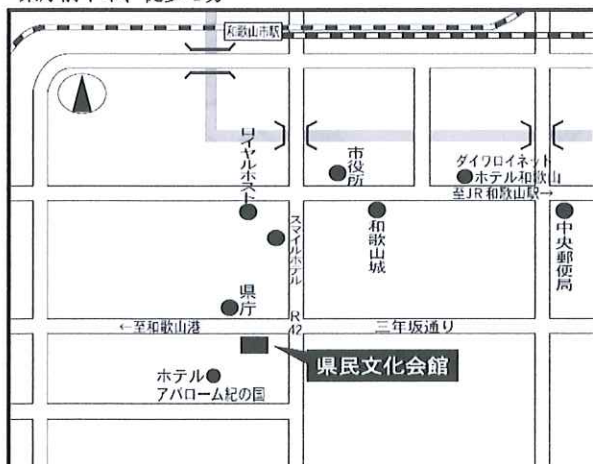 和歌山市駅
ロイヤルホスト
市役所
ダイワロイネット
ホテル和歌山
至JR和歌山駅→
スマイルホテル
和歌山城
中央郵便局
県庁
R
42
←至和歌山港
三年坂通り
県民文化会館
ホテル
アバローム紀の国